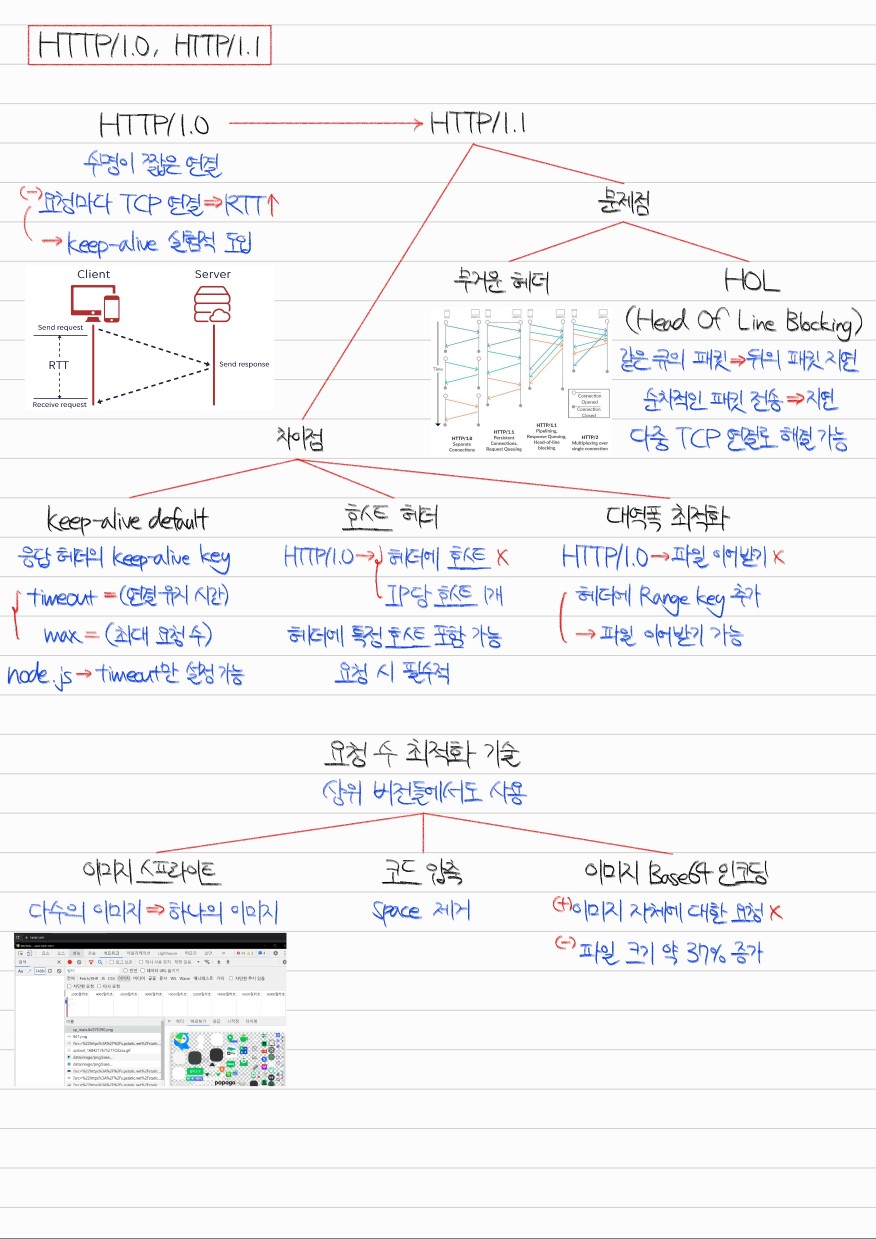 HTTP/1.0, HTTP/1.1
HTTP/1.0 → HTTP/1.1
수명이 짧은 연결
(-) 요청마다 TCP 연결 ⇒ RTT↑
→ keep-alive 실험적 도입
Client Server
Send request
RTT
Send response
Receive request
문제점
무거운 헤더
HOL
(Head Of Line Blocking)
같은 큐의 패킷 ⇒ 뒤의 패킷 지연
순차적인 패킷 전송 ⇒ 지연
다중 TCP 연결로 해결 가능
Time
Connection Opened
Connection Closed
HTTP/1.0
Separate
Connections
HTTP/1.1
Persistent
Connections,
Request Queuing
HTTP/1.1
Pipelining,
Response Queuing,
Head-of-line
blocking
HTTP/2
Multiplexing over
single connection
차이점
keep-alive default
응답 헤더의 keep-alive key
timeout = (연결 유지 시간)
max = (최대 요청 수)
node.js → timeout만 설정 가능
호스트 헤더
HTTP/1.0 → 헤더에 호스트 X
IP당 호스트 1개
헤더에 특정 호스트 포함 가능
요청 시 필수적
대역폭 최적화
HTTP/1.0 → 파일 이어받기 X
헤더에 Range key 추가
→ 파일 이어받기 가능
요청 수 최적화 기술
상위 버전들에서도 사용
이미지 스프라이트
다수의 이미지 ⇒ 하나의 이미지
코드 압축
space 제거
이미지 Base64 인코딩
(+) 이미지 자체에 대한 요청 X
(-) 파일 크기 약 37% 증가
papago